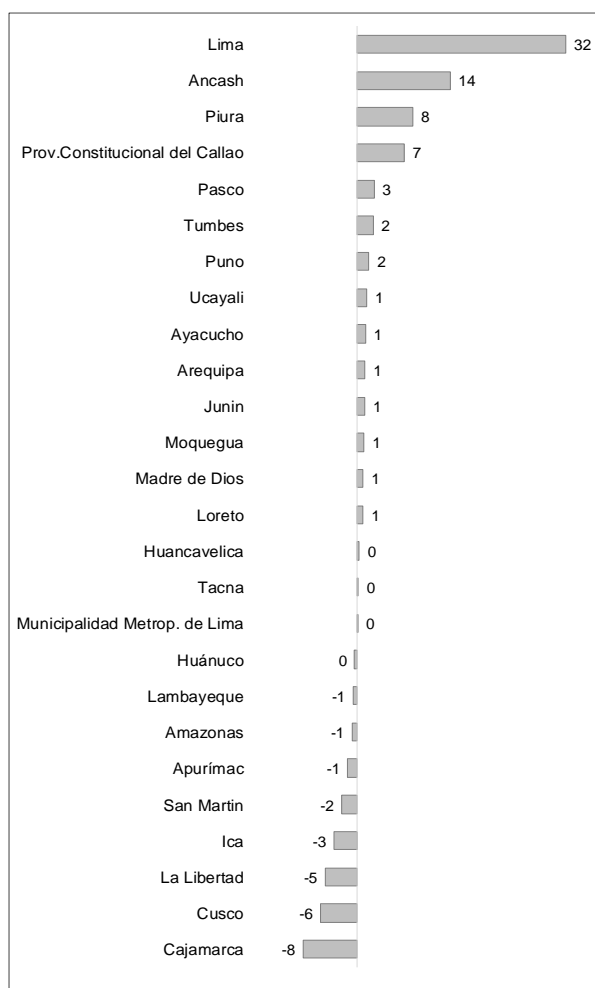 Lima 32
Ancash 14
Piura 8
Prov.Constitucional del Callao 7
Pasco 3
Tumbes 2
Puno 2
Ucayali 1
Ayacucho 1
Arequipa 1
Junin 1
Moquegua 1
Madre de Dios 1
Loreto 1
Huancavelica 0
Tacna 0
Municipalidad Metrop. de Lima 0
Huánuco 0
Lambayeque -1
Amazonas -1
Apurímac -1
San Martin -2
Ica -3
La Libertad -5
Cusco -6
Cajamarca -8